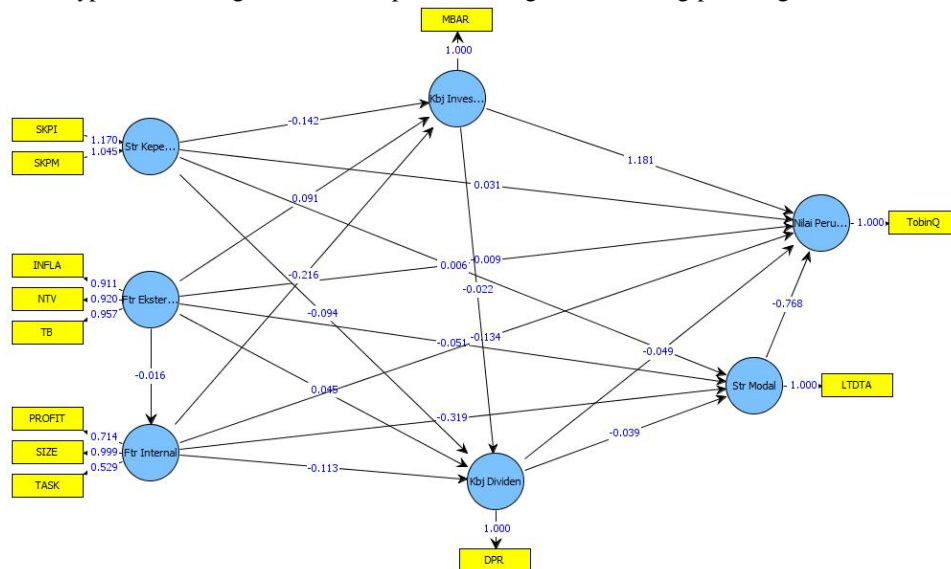 MBAR
1.000
Kbj Inves...
SKPI
1.170
SKPM
1.045
Str Kepe...
-0.142
1.181
0.031
0.091
Nilai Peru...
1.000
TobinQ
INFLA
0.911
NTV
0.920
TB
0.957
Ftr Ekster...
-0.216
0.006
-0.009
-0.022
-0.094
-0.134
-0.051
-0.049
-0.768
-0.016
0.045
Str Modal
1.000
LTDTA
PROFIT
0.714
SIZE
0.999
TASK
0.529
Ftr Internal
-0.319
-0.039
-0.113
Kbj Dividen
1.000
DPR